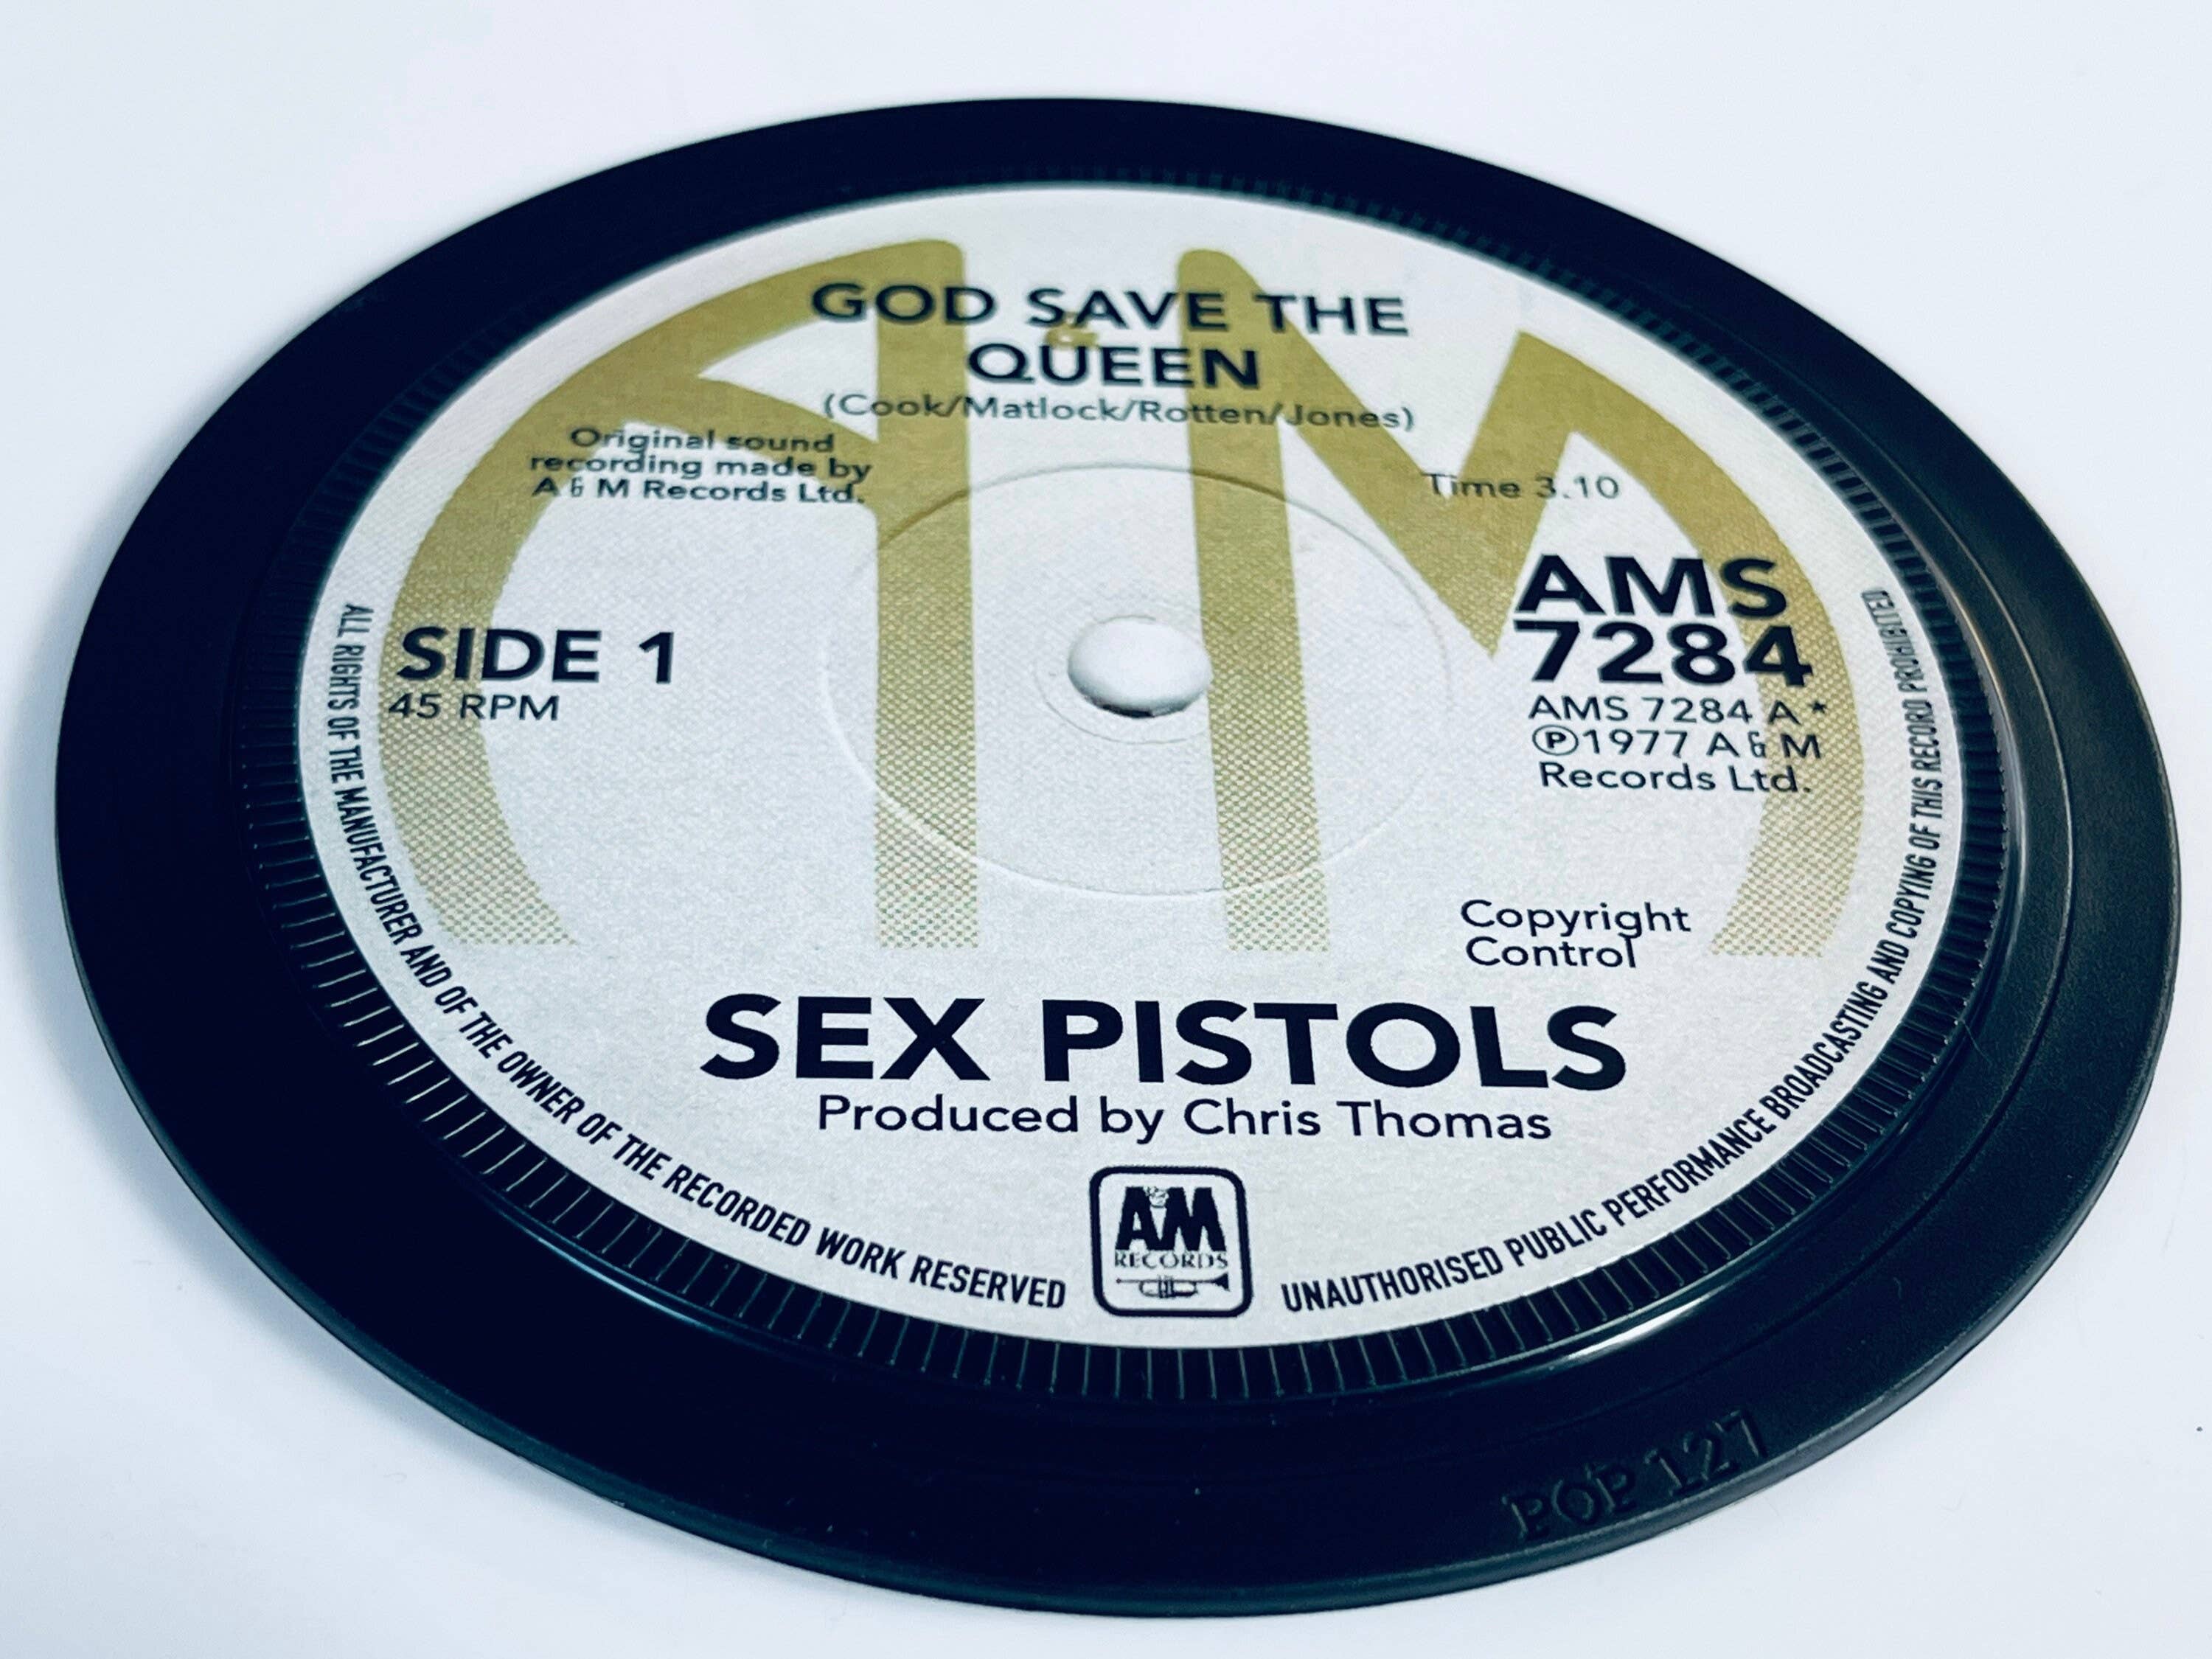 GOD SAVE THE
QUEEN
(Cook/Matlock/Rotten/Jones)
Original sound
recording made by
A & M Records Ltd.
Time 3.10
SIDE 1
45 RPM
AMS
7284
AMS 7284 A *
℗1977 A & M
Records Ltd.
Copyright
Control
SEX PISTOLS
Produced by Chris Thomas
A&M
RECORDS
ALL RIGHTS OF THE MANUFACTURER AND OF THE OWNER OF THE RECORDED WORK RESERVED
UNAUTHORISED PUBLIC PERFORMANCE BROADCASTING AND COPYING OF THIS RECORD PROHIBITED
POP 127